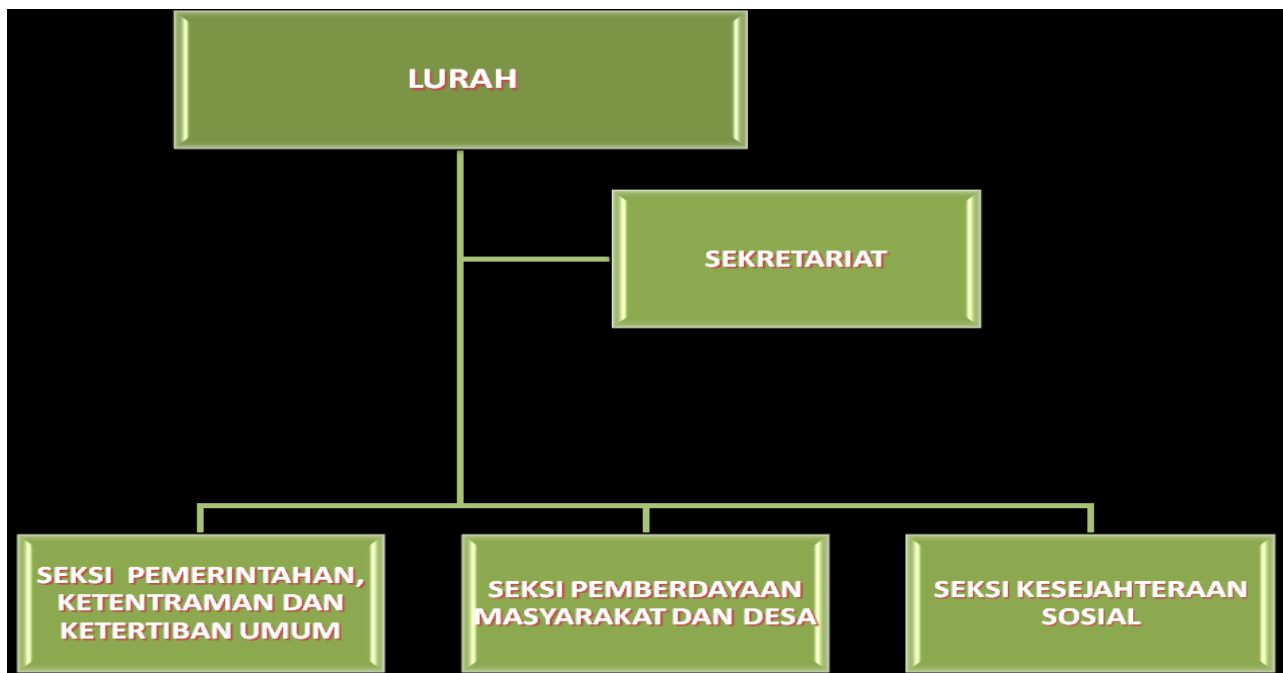 LURAH
SEKRETARIAT
SEKSI PEMERINTAHAN,
KETENTRAMAN DAN
KETERTIBAN UMUM
SEKSI PEMBERDAYAAN
MASYARAKAT DAN DESA
SEKSI KESEJAHTERAAN
SOSIAL